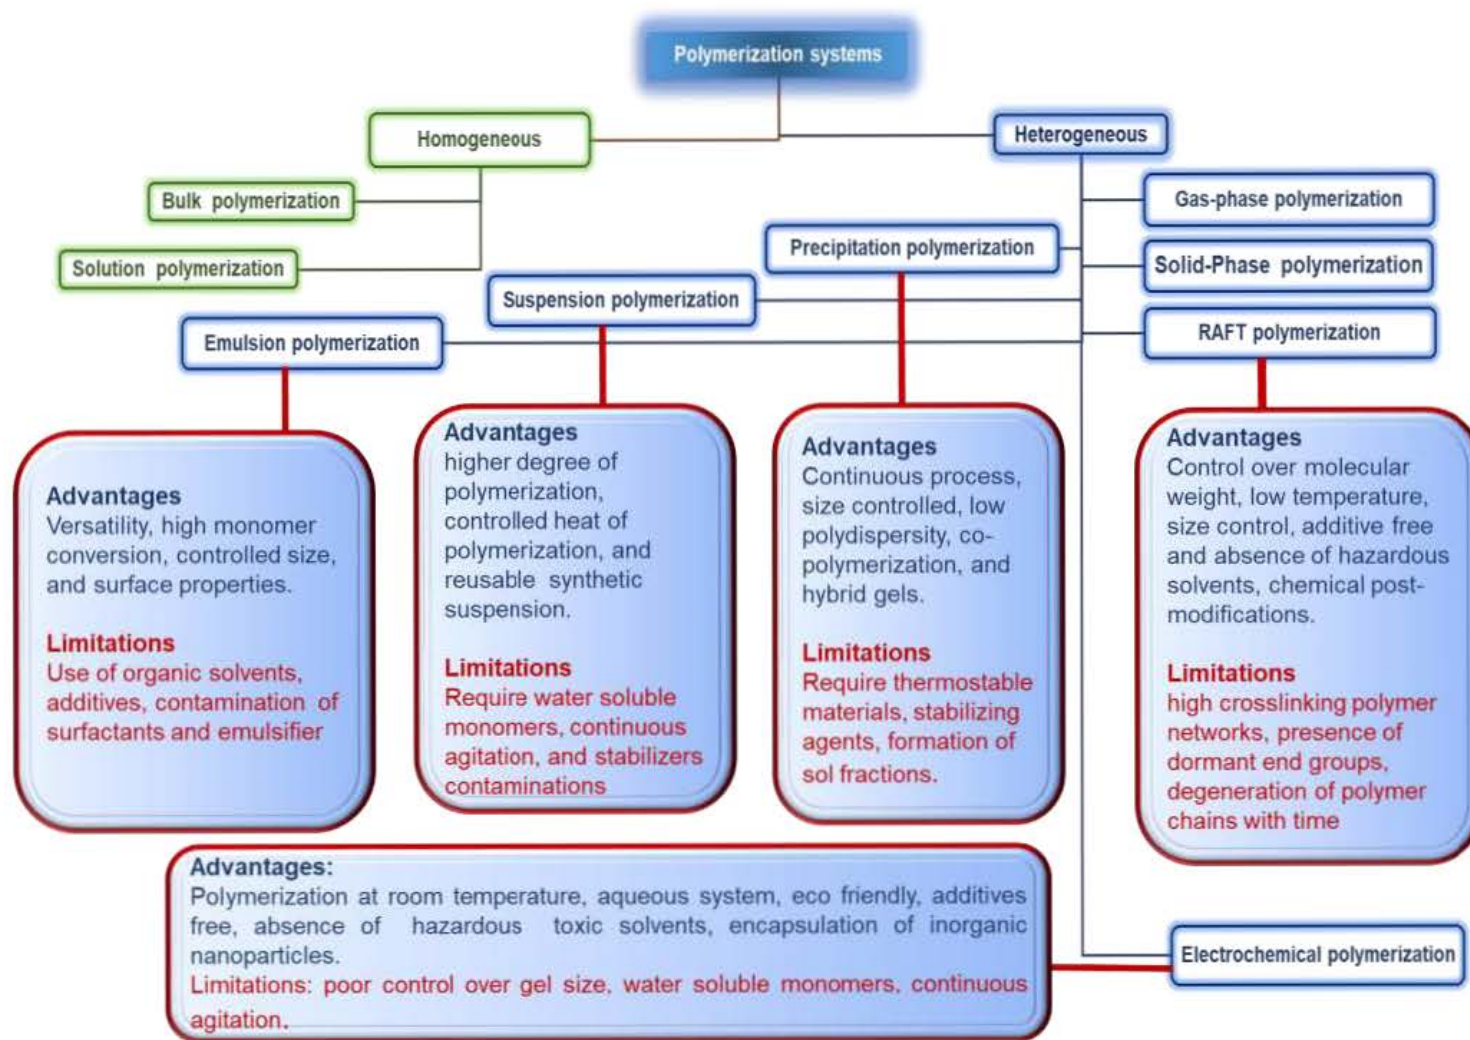 Polymerization systems
Homogeneous
Heterogeneous
Bulk polymerization
Solution polymerization
Gas-phase polymerization
Precipitation polymerization
Solid-Phase polymerization
Suspension polymerization
RAFT polymerization
Emulsion polymerization
Advantages
Versatility, high monomer
conversion, controlled size,
and surface properties.
Limitations
Use of organic solvents,
additives, contamination of
surfactants and emulsifier
Advantages
higher degree of
polymerization,
controlled heat of
polymerization, and
reusable synthetic
suspension.
Limitations
Require water soluble
monomers, continuous
agitation, and stabilizers
contaminations
Advantages
Continuous process,
size controlled, low
polydispersity, co-
polymerization, and
hybrid gels.
Limitations
Require thermostable
materials, stabilizing
agents, formation of
sol fractions.
Advantages
Control over molecular
weight, low temperature,
size control, additive free
and absence of hazardous
solvents, chemical post-
modifications.
Limitations
high crosslinking polymer
networks, presence of
dormant end groups,
degeneration of polymer
chains with time
Advantages:
Polymerization at room temperature, aqueous system, eco friendly, additives
free, absence of hazardous toxic solvents, encapsulation of inorganic
nanoparticles.
Limitations: poor control over gel size, water soluble monomers, continuous
agitation.
Electrochemical polymerization